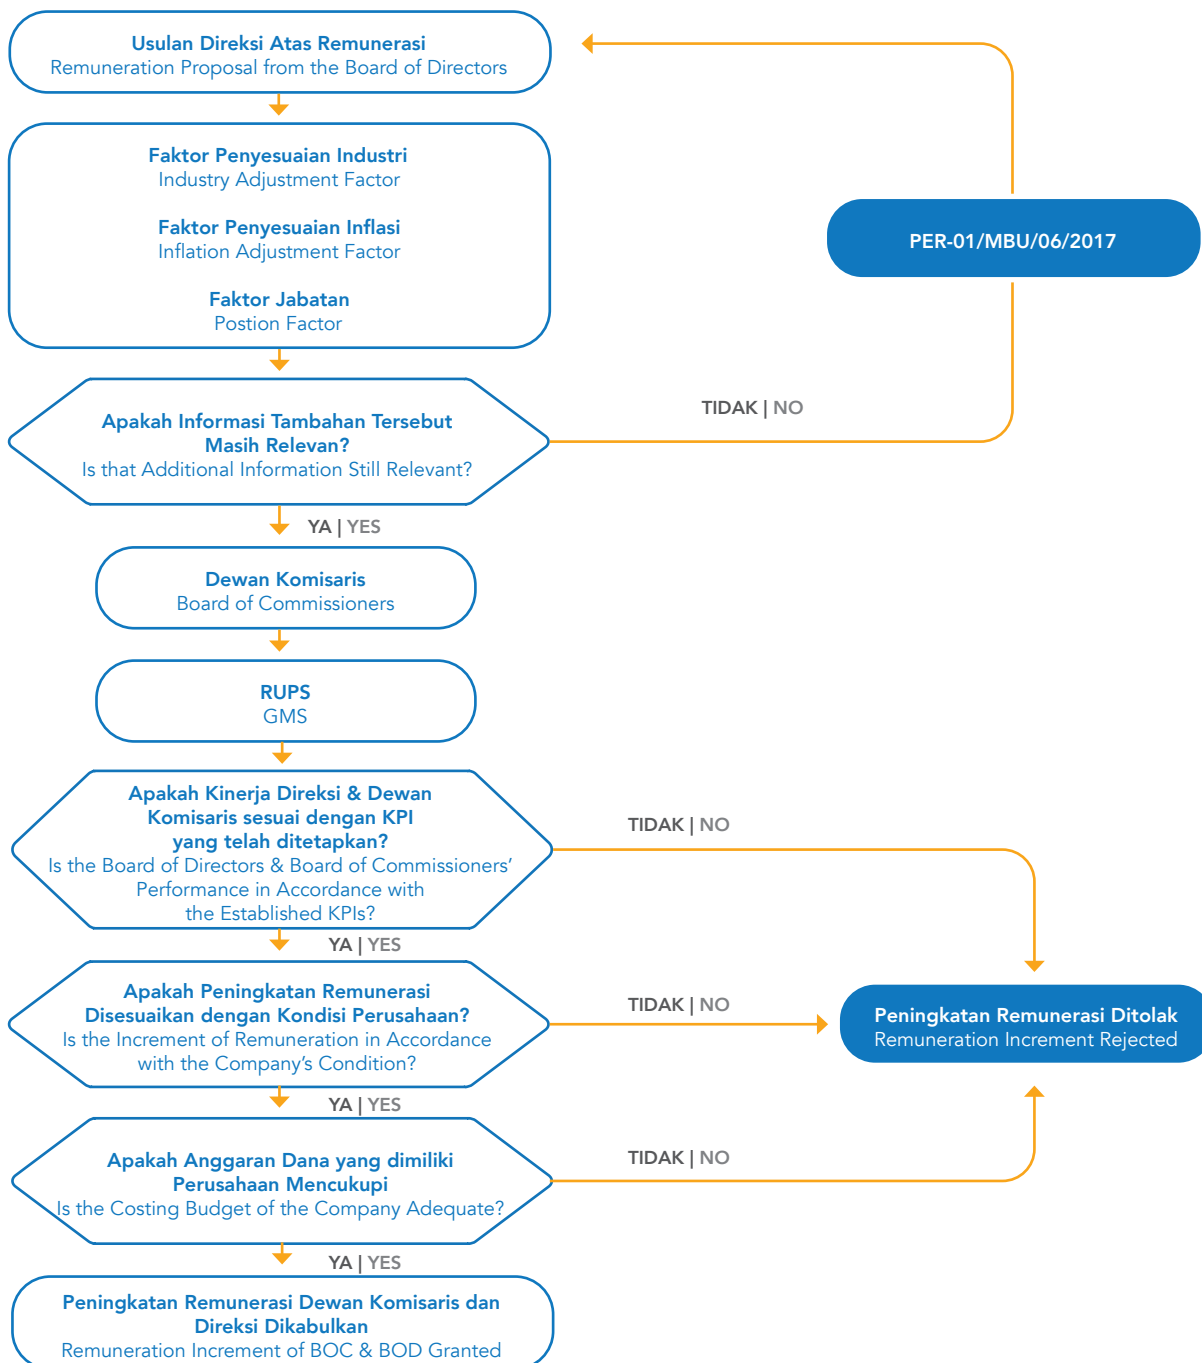 Usulan Direksi Atas Remunerasi
Remuneration Proposal from the Board of Directors
Faktor Penyesuaian Industri
Industry Adjustment Factor
Faktor Penyesuaian Inflasi
Inflation Adjustment Factor
Faktor Jabatan
Postion Factor
PER-01/MBU/06/2017
Apakah Informasi Tambahan Tersebut
Masih Relevan?
Is that Additional Information Still Relevant?
TIDAK | NO
YA | YES
Dewan Komisaris
Board of Commissioners
RUPS
GMS
Apakah Kinerja Direksi & Dewan
Komisaris sesuai dengan KPI
yang telah ditetapkan?
Is the Board of Directors & Board of Commissioners’
Performance in Accordance with
the Established KPIs?
TIDAK | NO
YA | YES
Apakah Peningkatan Remunerasi
Disesuaikan dengan Kondisi Perusahaan?
Is the Increment of Remuneration in Accordance
with the Company’s Condition?
TIDAK | NO
Peningkatan Remunerasi Ditolak
Remuneration Increment Rejected
YA | YES
Apakah Anggaran Dana yang dimiliki
Perusahaan Mencukupi
Is the Costing Budget of the Company Adequate?
TIDAK | NO
YA | YES
Peningkatan Remunerasi Dewan Komisaris dan
Direksi Dikabulkan
Remuneration Increment of BOC & BOD Granted